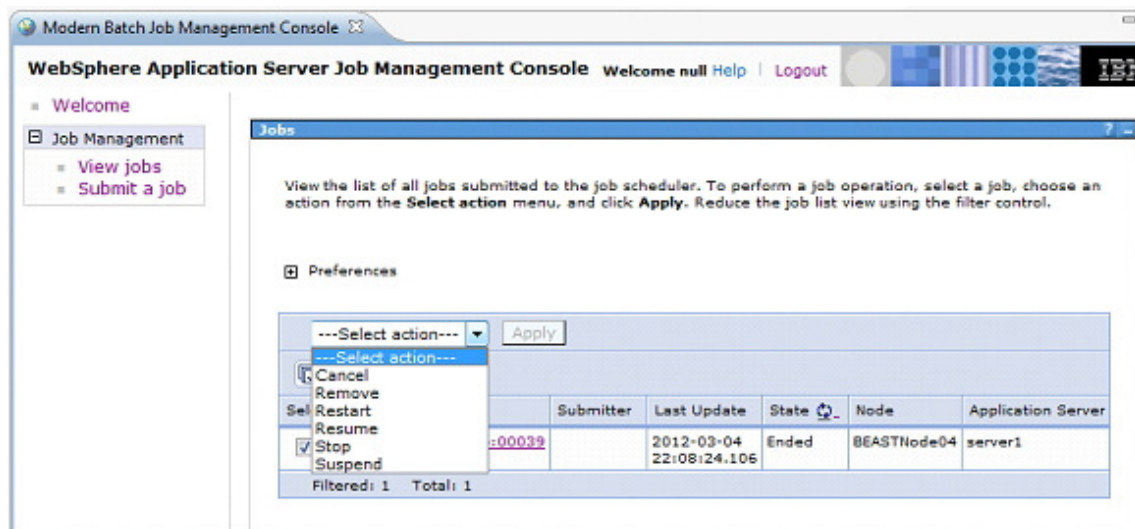 Modern Batch Job Management Console
WebSphere Application Server Job Management Console Welcome null Help | Logout IBM
Welcome
Job Management
View jobs
Submit a job
Jobs ? -
View the list of all jobs submitted to the job scheduler. To perform a job operation, select a job, choose an
action from the Select action menu, and click Apply. Reduce the job list view using the filter control.
Preferences
---Select action--- Apply
---Select action---
Cancel
Remove
Restart
Resume
Stop
Suspend
Sel Submitter Last Update State Node Application Server
:00039 2012-03-04 Ended BEASTNode04 server1
22:08:24.106
Filtered: 1 Total: 1